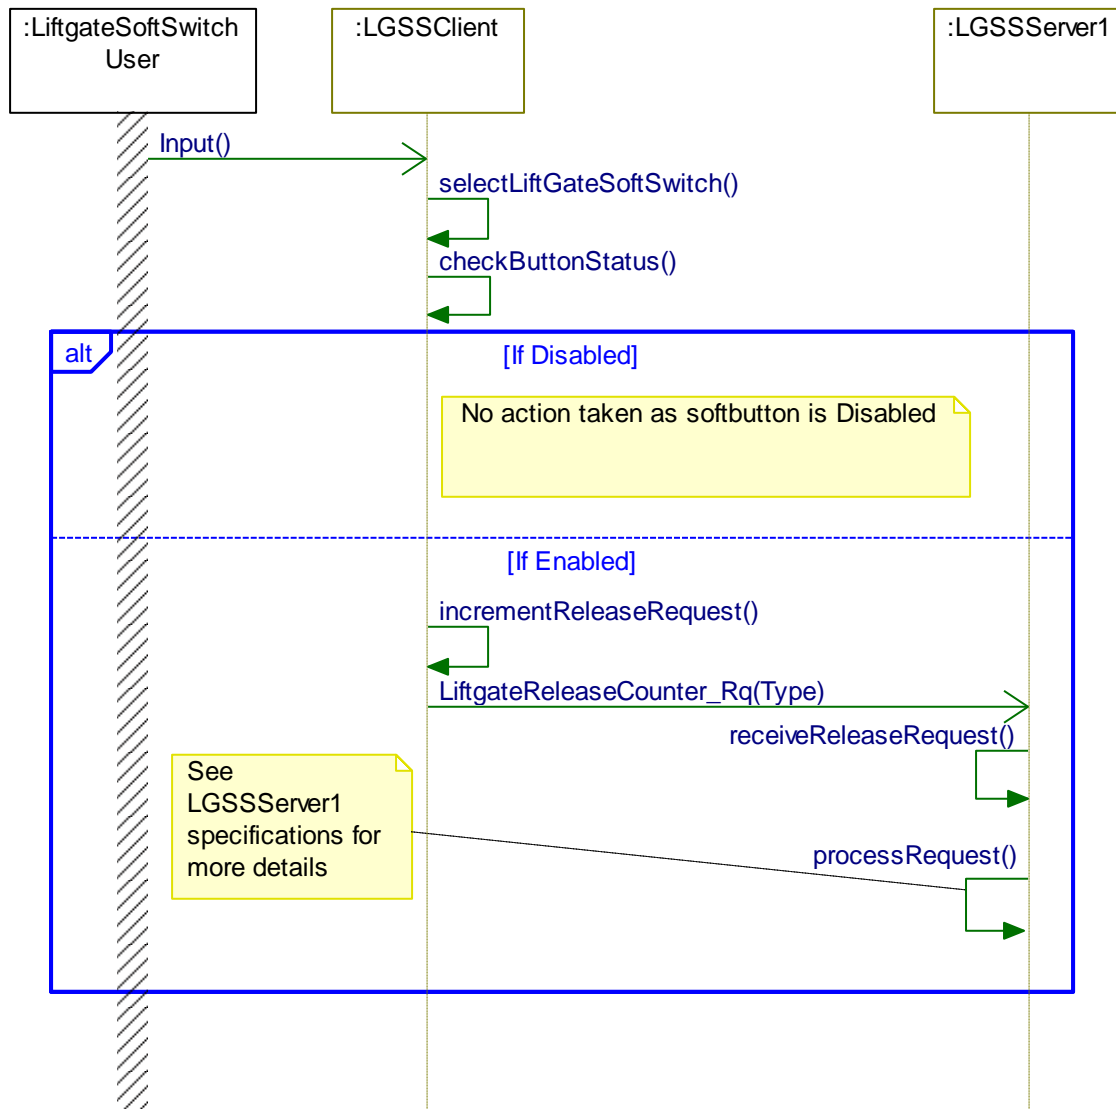 :LiftgateSoftSwitch
User
:LGSSClient
:LGSSServer1
Input()
selectLiftGateSoftSwitch()
checkButtonStatus()
alt
[If Disabled]
No action taken as softbutton is Disabled
[If Enabled]
incrementReleaseRequest()
LiftgateReleaseCounter_Rq(Type)
receiveReleaseRequest()
See
LGSSServer1
specifications for
more details
processRequest()